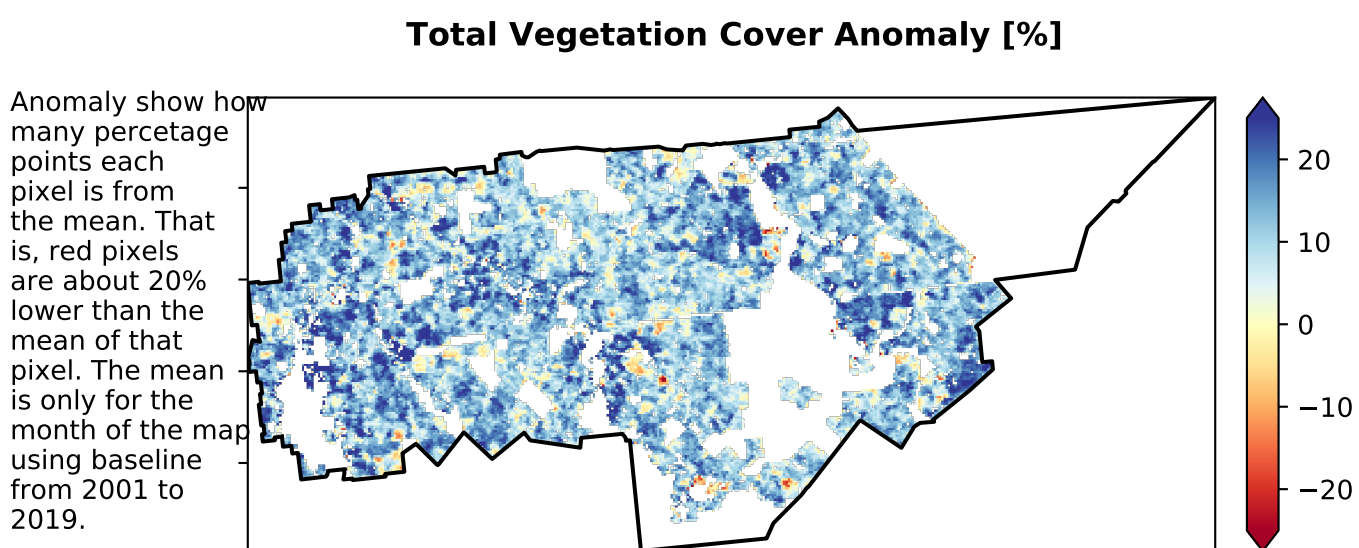 Total Vegetation Cover Anomaly [%]
Anomaly show how
many percetage
points each
pixel is from
the mean. That
is, red pixels
are about 20%
lower than the
mean of that
pixel. The mean
is only for the
month of the map
using baseline
from 2001 to
2019.
20
10
0
−10
−20